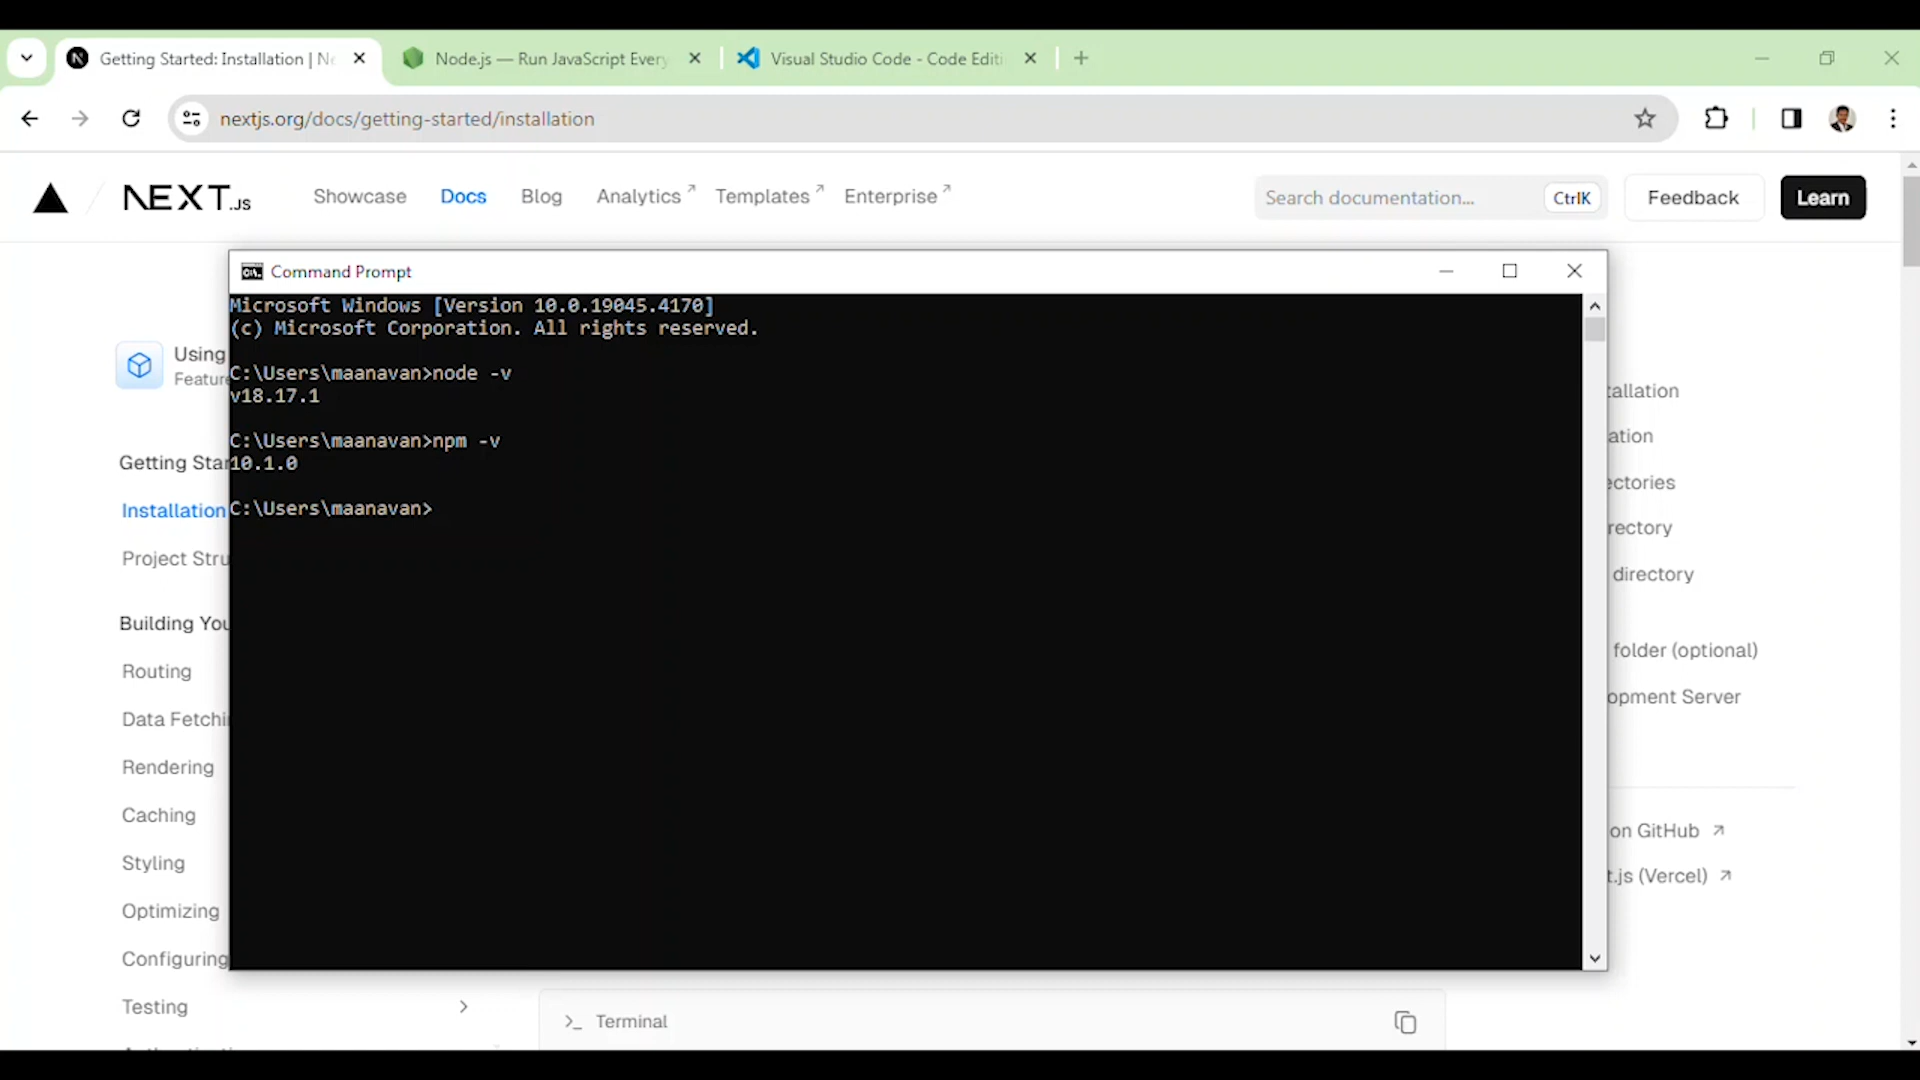 Getting Started: Installation | Ne
Node.js — Run JavaScript Every
Visual Studio Code - Code Editi
nextjs.org/docs/getting-started/installation
NEXT.JS
Showcase
Docs
Blog
Analytics
Templates
Enterprise
Search documentation...
CtrlK
Feedback
Learn
Command Prompt
Microsoft Windows [Version 10.0.19045.4170]
(c) Microsoft Corporation. All rights reserved.
C:\Users\maanavan>node -v
v18.17.1
C:\Users\maanavan>npm -v
10.1.0
C:\Users\maanavan>
Using
Feature
Getting Star
Installation
Project Stru
Building You
Routing
Data Fetchi
Rendering
Caching
Styling
Optimizing
Configuring
Testing
tallation
ation
ectories
rectory
directory
folder (optional)
opment Server
on GitHub
t.js (Vercel)
>_ Terminal